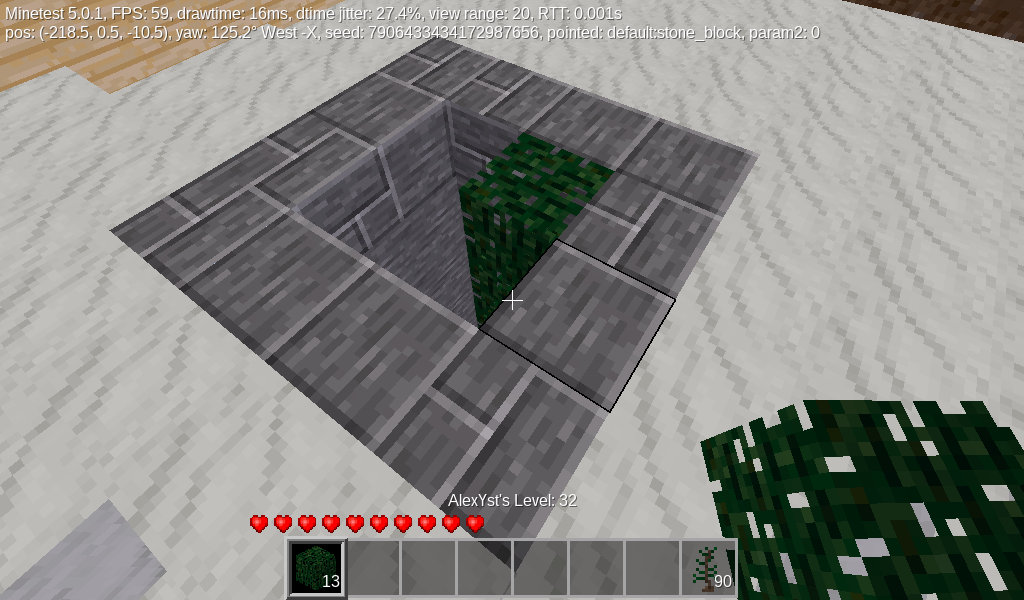 Minetest 5.0.1, FPS: 59, drawtime: 16ms, dtime jitter: 27.4%, view range: 20, RTT: 0.001s
pos: (-218.5, 0.5, -10.5), yaw: 125.2° West -X, seed: 7906433434172987656, pointed: default:stone_block, param2: 0
AlexYst's Level: 32
13
90